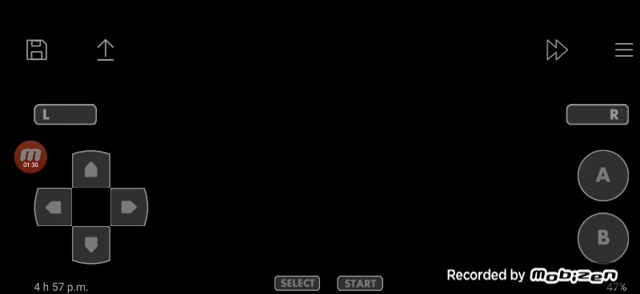 L
R
01:30
A
B
SELECT
START
Recorded by Mobizen
4 h 57 p.m.
47%